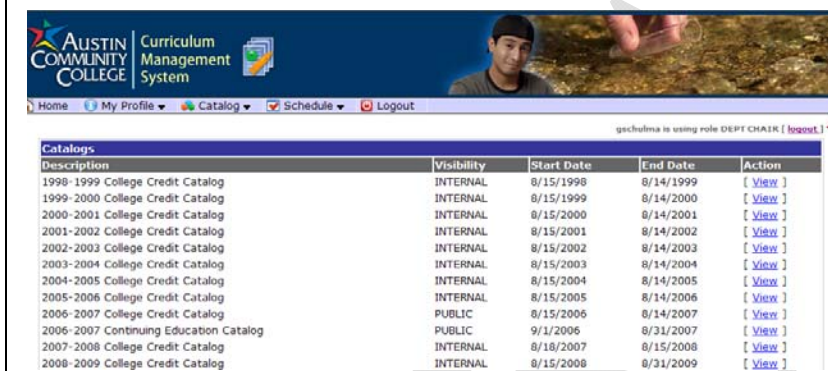 AUSTIN COMMUNITY COLLEGE
Curriculum Management System
Home My Profile Catalog Schedule Logout
gschulma is using role DEPT CHAIR [ logout ]
Catalogs
Description Visibility Start Date End Date Action
1998-1999 College Credit Catalog INTERNAL 8/15/1998 8/14/1999 [ View ]
1999-2000 College Credit Catalog INTERNAL 8/15/1999 8/14/2000 [ View ]
2000-2001 College Credit Catalog INTERNAL 8/15/2000 8/14/2001 [ View ]
2001-2002 College Credit Catalog INTERNAL 8/15/2001 8/14/2002 [ View ]
2002-2003 College Credit Catalog INTERNAL 8/15/2002 8/14/2003 [ View ]
2003-2004 College Credit Catalog INTERNAL 8/15/2003 8/14/2004 [ View ]
2004-2005 College Credit Catalog INTERNAL 8/15/2004 8/14/2005 [ View ]
2005-2006 College Credit Catalog INTERNAL 8/15/2005 8/14/2006 [ View ]
2006-2007 College Credit Catalog PUBLIC 8/15/2006 8/14/2007 [ View ]
2006-2007 Continuing Education Catalog PUBLIC 9/1/2006 8/31/2007 [ View ]
2007-2008 College Credit Catalog INTERNAL 8/18/2007 8/15/2008 [ View ]
2008-2009 College Credit Catalog INTERNAL 8/15/2008 8/31/2009 [ View ]